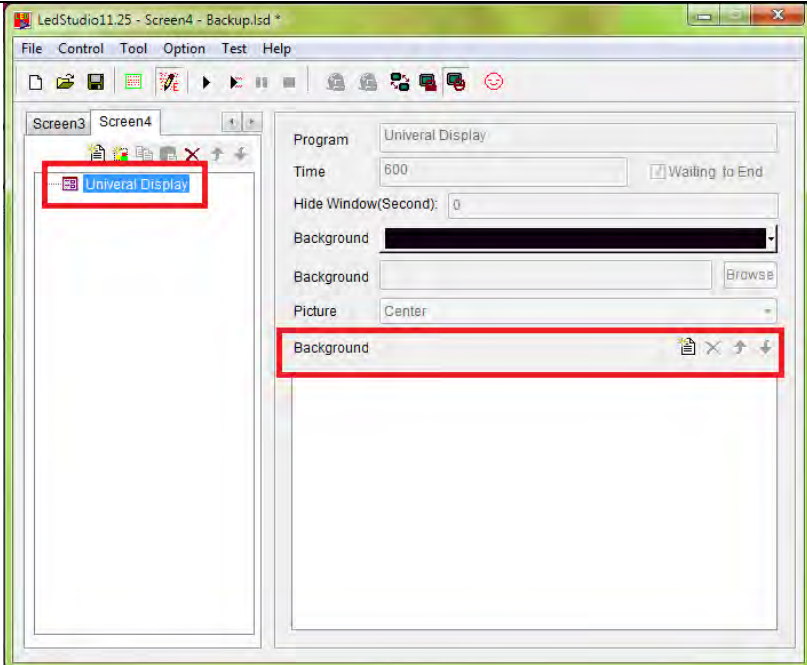 LedStudio11.25 - Screen4 - Backup.lsd *
File Control Tool Option Test Help
Screen3 Screen4
Univeral Display
Program Univeral Display
Time 600 Waiting to End
Hide Window(Second): 0
Background
Background Browse
Picture Center
Background